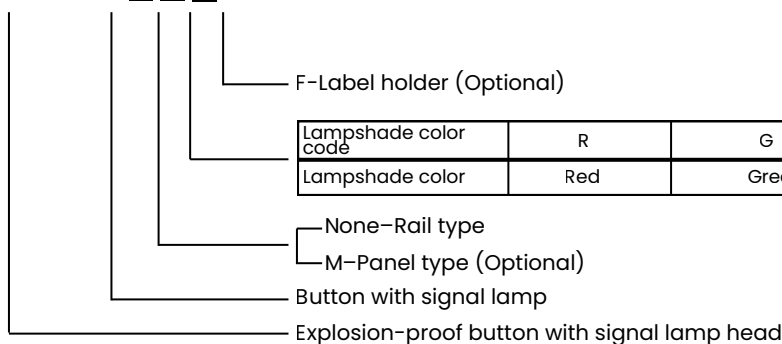 F-Label holder (Optional)
Lampshade color code R G
Lampshade color Red
None-Rail type
M-Panel type (Optional)
Button with signal lamp
Explosion-proof button with signal lamp head